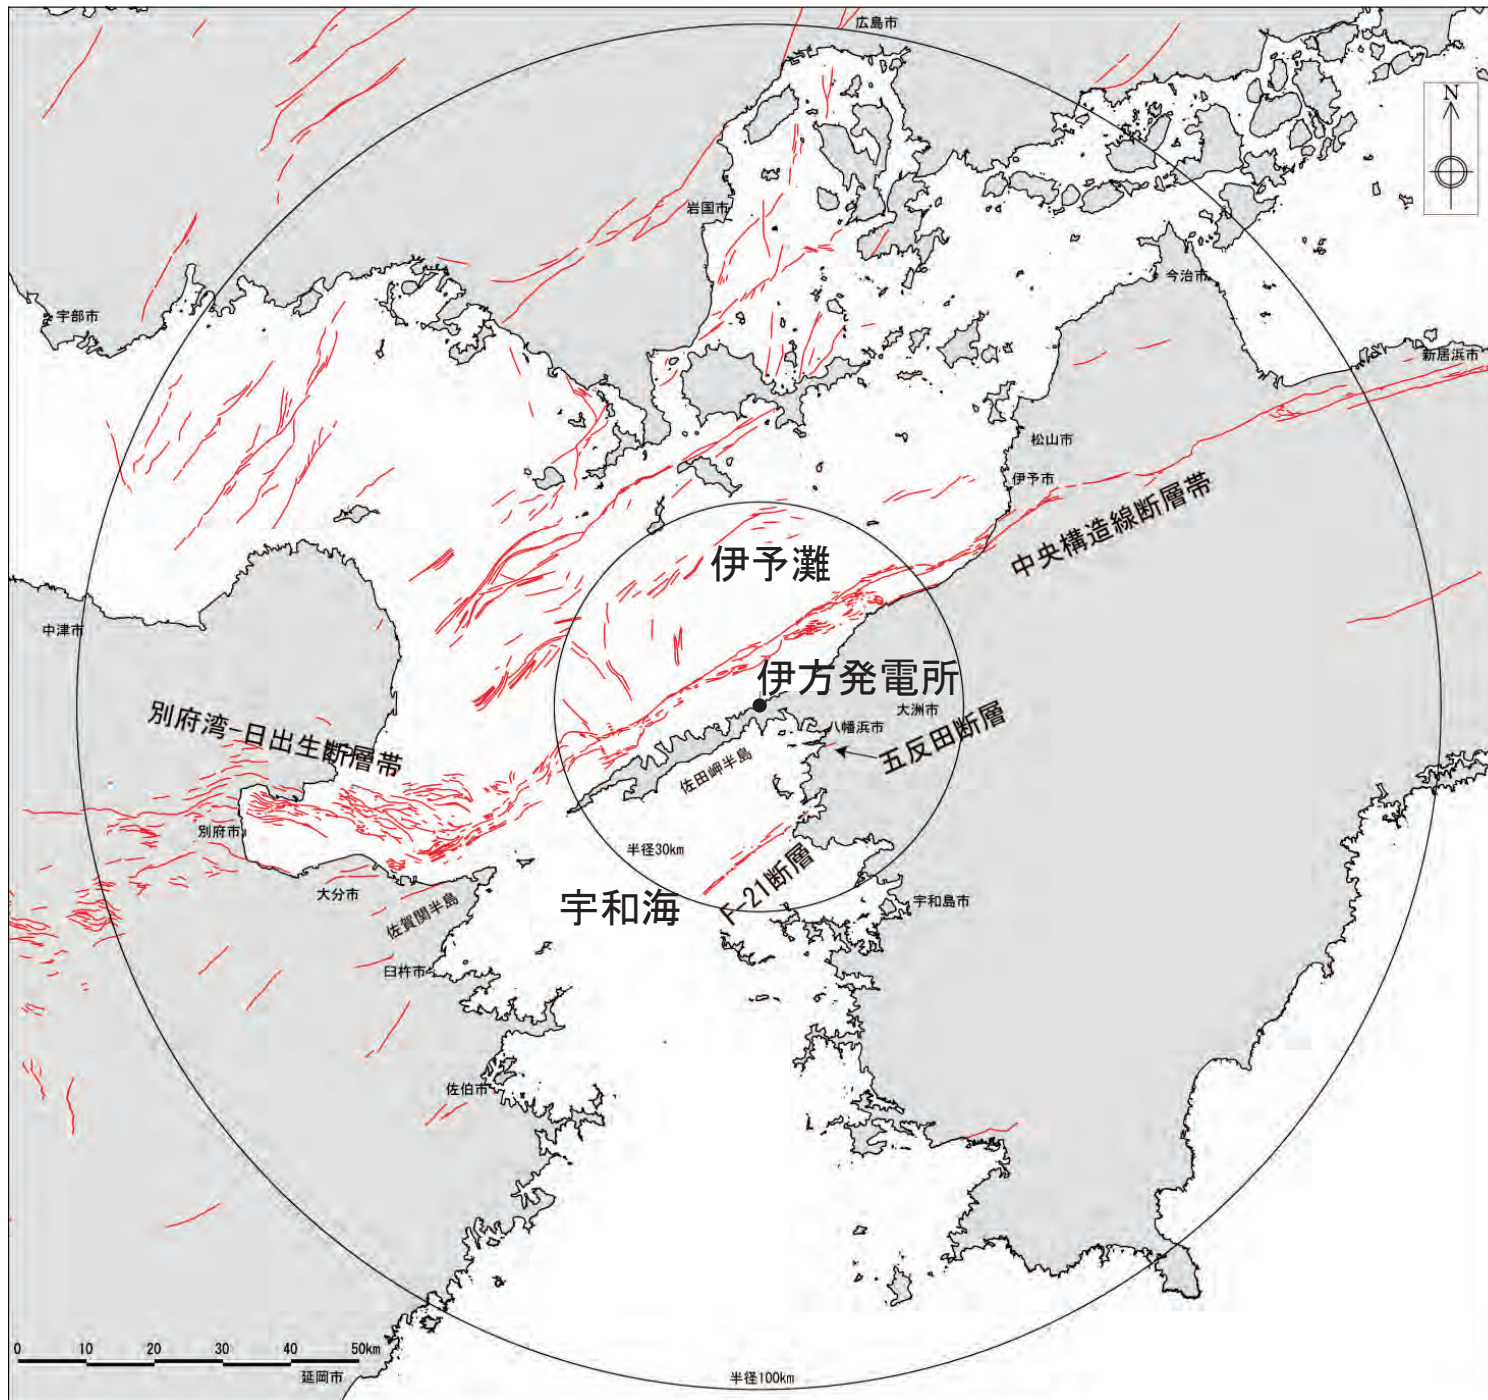 広島市
N
岩国市
今治市
宇部市
新居浜市
松山市
伊予市
中央構造線断層帯
伊予灘
中津市
伊方発電所
大洲市
八幡浜市
五反田断層
別府湾-日出生断層帯
佐田岬半島
別府市
半径30km
F-21断層
大分市
宇和海
宇和島市
佐賀関半島
臼杵市
佐伯市
0 10 20 30 40 50km
延岡市
半径100km